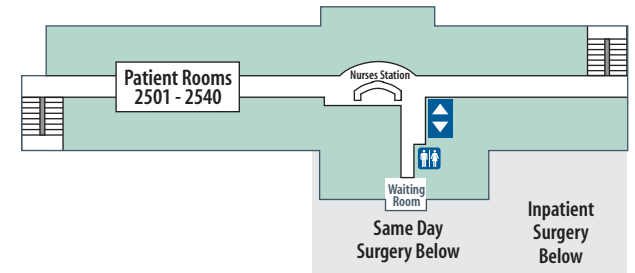 Patient Rooms
2501 - 2540
Nurses Station
Waiting
Room
Same Day
Surgery Below
Inpatient
Surgery
Below